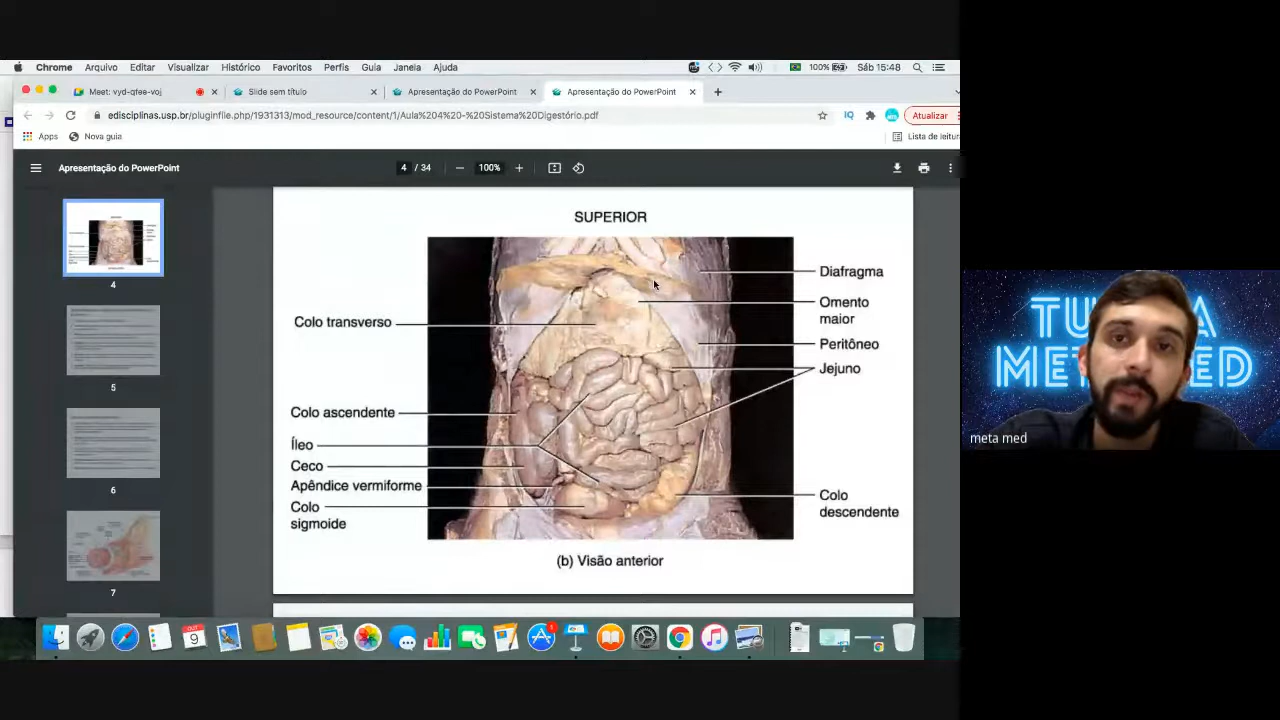 Chrome Arquivo Editar Visualizar Histórico Favoritos Perfis Guia Janela Ajuda 100% Sáb 15:48
Meet: vyd-qfee-voj Slide sem título Apresentação do PowerPoint Apresentação do PowerPoint
edisciplinas.usp.br/pluginfile.php/1931313/mod_resource/content/1/Aula%204%20-%20Sistema%20Digestório.pdf IQ Atualizar
Apps Nova guia Lista de leitura
Apresentação do PowerPoint 4 / 34 100%
4
5
6
7
SUPERIOR
Diafragma
Omento
maior
Colo transverso
Peritôneo
Jejuno
Colo ascendente
Íleo
Ceco
Apêndice vermiforme
Colo
sigmoide
Colo
descendente
(b) Visão anterior
OUT
9
meta med